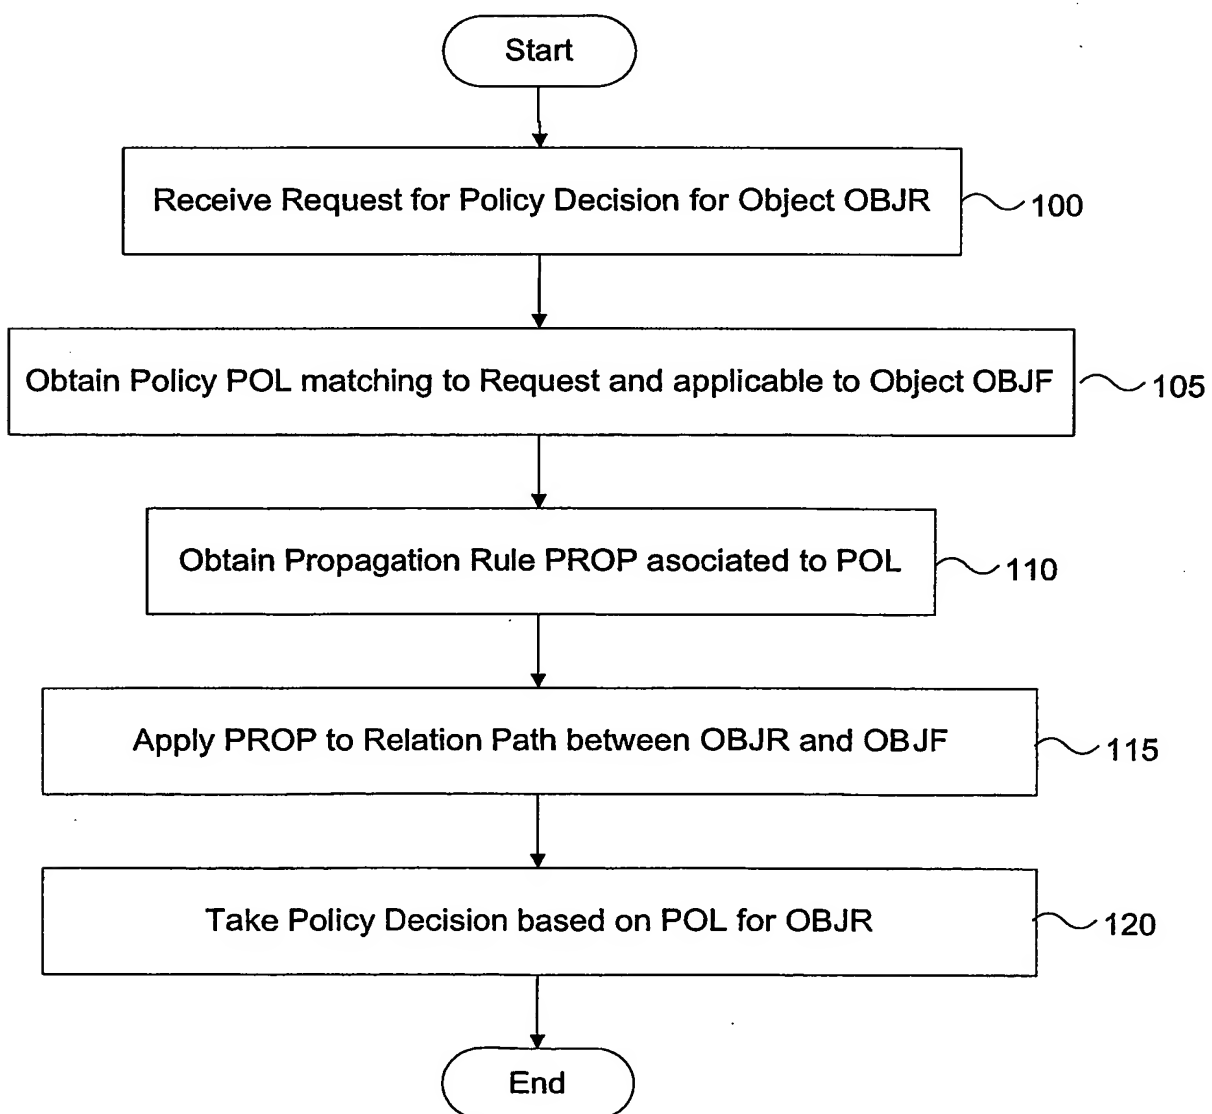 Start
Receive Request for Policy Decision for Object OBJR
100
Obtain Policy POL matching to Request and applicable to Object OBJF
105
Obtain Propagation Rule PROP asociated to POL
110
Apply PROP to Relation Path between OBJR and OBJF
115
Take Policy Decision based on POL for OBJR
120
End